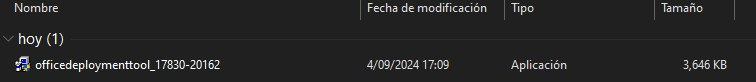 Nombre Fecha de modificación Tipo Tamaño
hoy (1)
officedeploymenttool_17830-20162 4/09/2024 17:09 Aplicación 3,646 KB